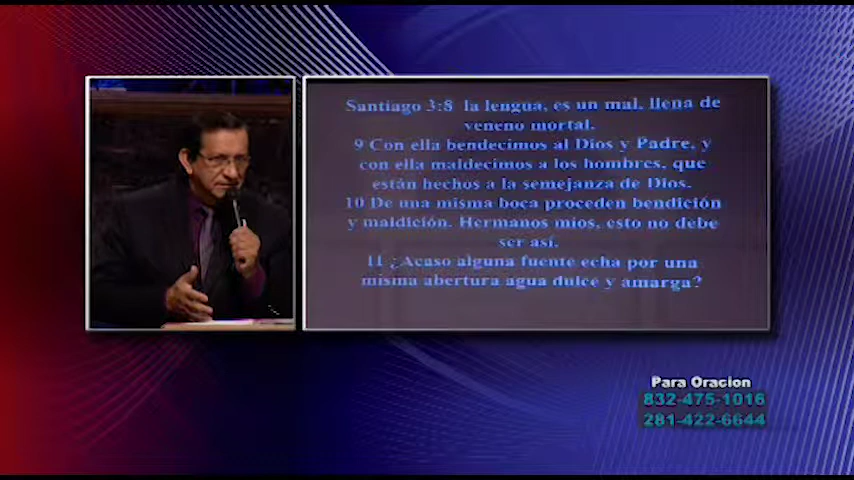 Santiago 3:8 la lengua, es un mal, llena de
veneno mortal.
9 Con ella bendecimos al Dios y Padre, y
con ella maldecimos a los hombres, que
están hechos a la semejanza de Dios.
10 De una misma boca proceden bendición
y maldición. Hermanos míos, esto no debe
ser así.
11 ¿Acaso alguna fuente echa por una
misma abertura agua dulce y amarga?
Para Oracion
832-475-1016
281-422-6644